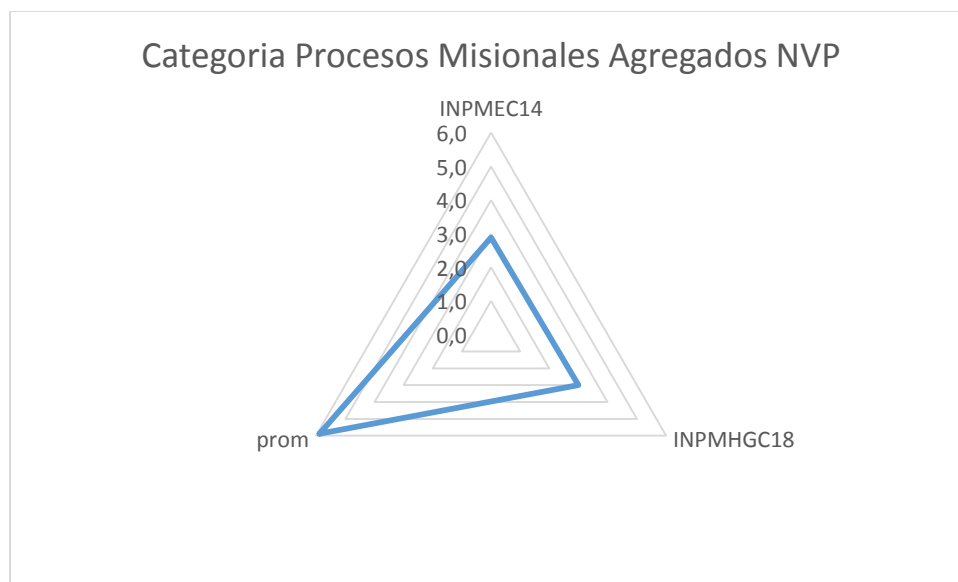 Categoria Procesos Misionales Agregados NVP
INPMEC14
6,0
5,0
4,0
3,0
2,0
1,0
0,0
prom
INPMHGC18